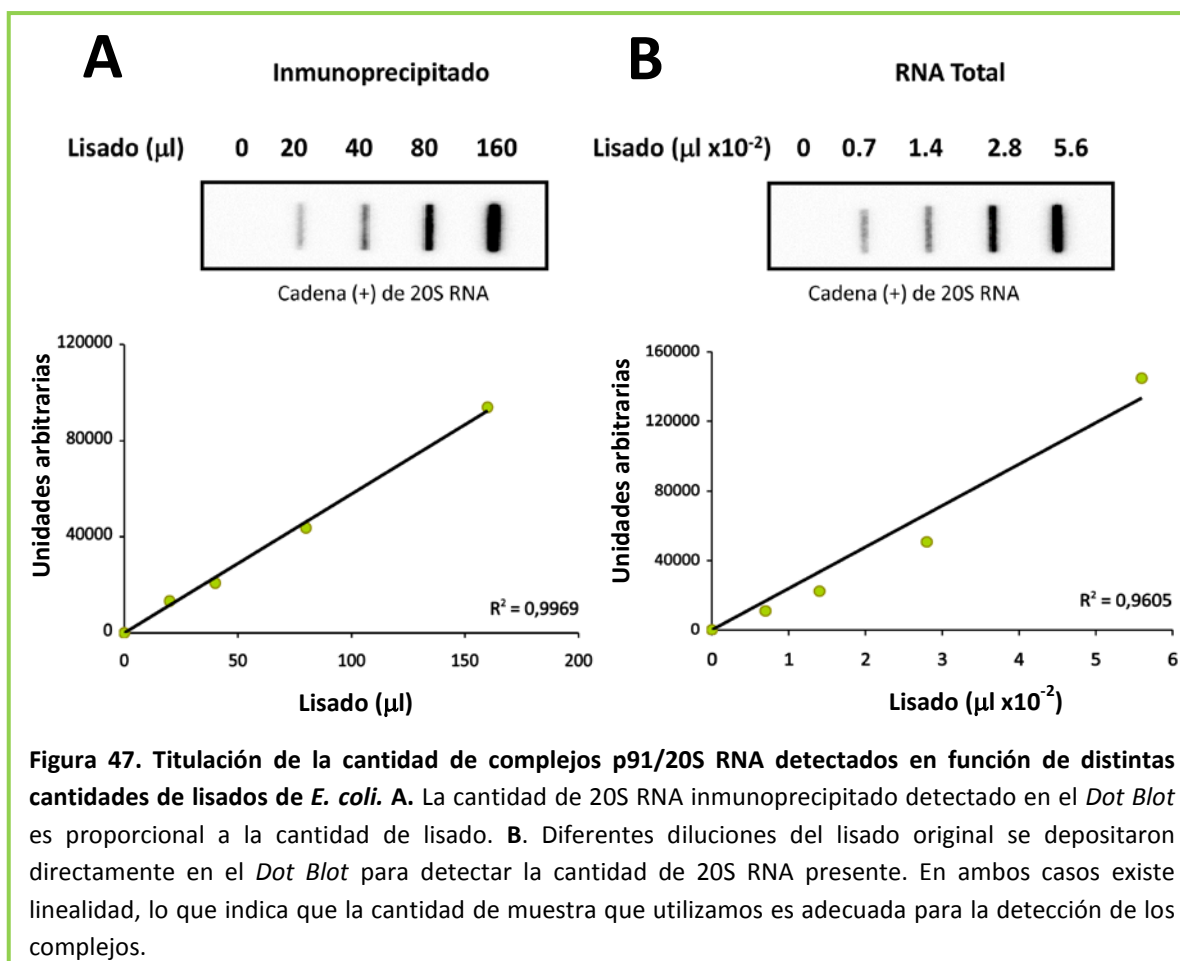 A
Inmunoprecipitado
Lisado (µl) 0 20 40 80 160
Cadena (+) de 20S RNA
Unidades arbitrarias
120000
80000
40000
0
0 50 100 150 200
R² = 0,9969
Lisado (µl)
B
RNA Total
Lisado (µl x10⁻²) 0 0.7 1.4 2.8 5.6
Cadena (+) de 20S RNA
Unidades arbitrarias
160000
120000
80000
40000
0
0 1 2 3 4 5 6
R² = 0,9605
Lisado (µl x10⁻²)
Figura 47. Titulación de la cantidad de complejos p91/20S RNA detectados en función de distintas
cantidades de lisados de E. coli. A. La cantidad de 20S RNA inmunoprecipitado detectado en el Dot Blot
es proporcional a la cantidad de lisado. B. Diferentes diluciones del lisado original se depositaron
directamente en el Dot Blot para detectar la cantidad de 20S RNA presente. En ambos casos existe
linealidad, lo que indica que la cantidad de muestra que utilizamos es adecuada para la detección de los
complejos.